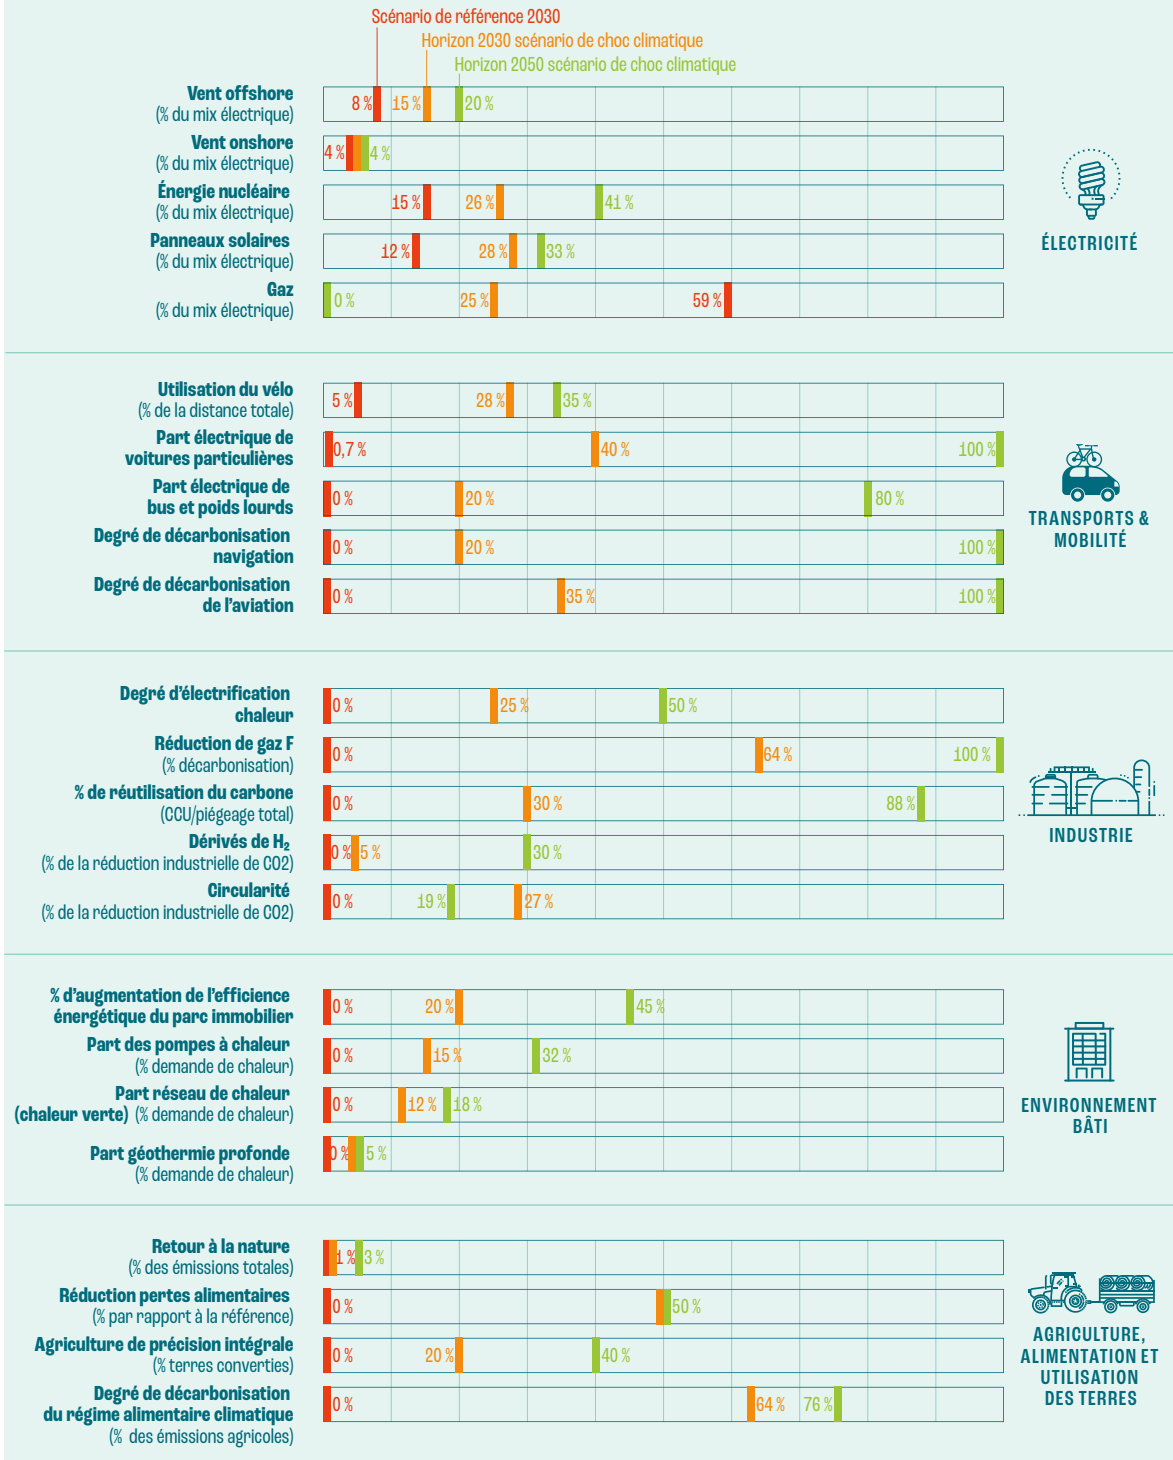 Scénario de référence 2030
Horizon 2030 scénario de choc climatique
Horizon 2050 scénario de choc climatique
Vent offshore
(% du mix électrique)
8 % 15 % 20 %
Vent onshore
(% du mix électrique)
4 % 4 %
Énergie nucléaire
(% du mix électrique)
15 % 26 % 41 %
Panneaux solaires
(% du mix électrique)
12 % 28 % 33 %
Gaz
(% du mix électrique)
0 % 25 % 59 %
ÉLECTRICITÉ
Utilisation du vélo
(% de la distance totale)
5 % 28 % 35 %
Part électrique de
voitures particulières
0,7 % 40 % 100 %
Part électrique de
bus et poids lourds
0 % 20 % 80 %
Degré de décarbonisation
navigation
0 % 20 % 100 %
Degré de décarbonisation
de l'aviation
0 % 35 % 100 %
TRANSPORTS &
MOBILITÉ
Degré d'électrification
chaleur
0 % 25 % 50 %
Réduction de gaz F
(% décarbonisation)
0 % 64 % 100 %
% de réutilisation du carbone
(CCU/piégeage total)
0 % 30 % 88 %
Dérivés de H₂
(% de la réduction industrielle de CO2)
0 % 5 % 30 %
Circularité
(% de la réduction industrielle de CO2)
0 % 19 % 27 %
INDUSTRIE
% d'augmentation de l'efficience
énergétique du parc immobilier
0 % 20 % 45 %
Part des pompes à chaleur
(% demande de chaleur)
0 % 15 % 32 %
Part réseau de chaleur
(chaleur verte) (% demande de chaleur)
0 % 12 % 18 %
Part géothermie profonde
(% demande de chaleur)
0 % 5 %
ENVIRONNEMENT
BÂTI
Retour à la nature
(% des émissions totales)
1 % 3 %
Réduction pertes alimentaires
(% par rapport à la référence)
0 % 50 %
Agriculture de précision intégrale
(% terres converties)
0 % 20 % 40 %
Degré de décarbonisation
du régime alimentaire climatique
(% des émissions agricoles)
0 % 64 % 76 %
AGRICULTURE,
ALIMENTATION ET
UTILISATION
DES TERRES